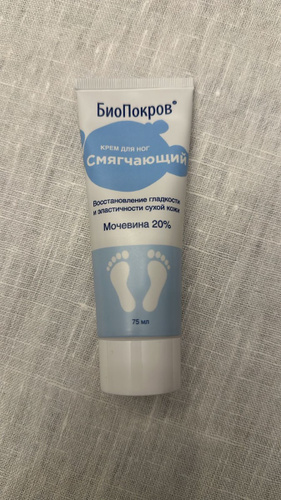 БиоПокров®
КРЕМ ДЛЯ НОГ
Смягчающий
Восстановление гладкости
и эластичности сухой кожи
Мочевина 20%
75 мл